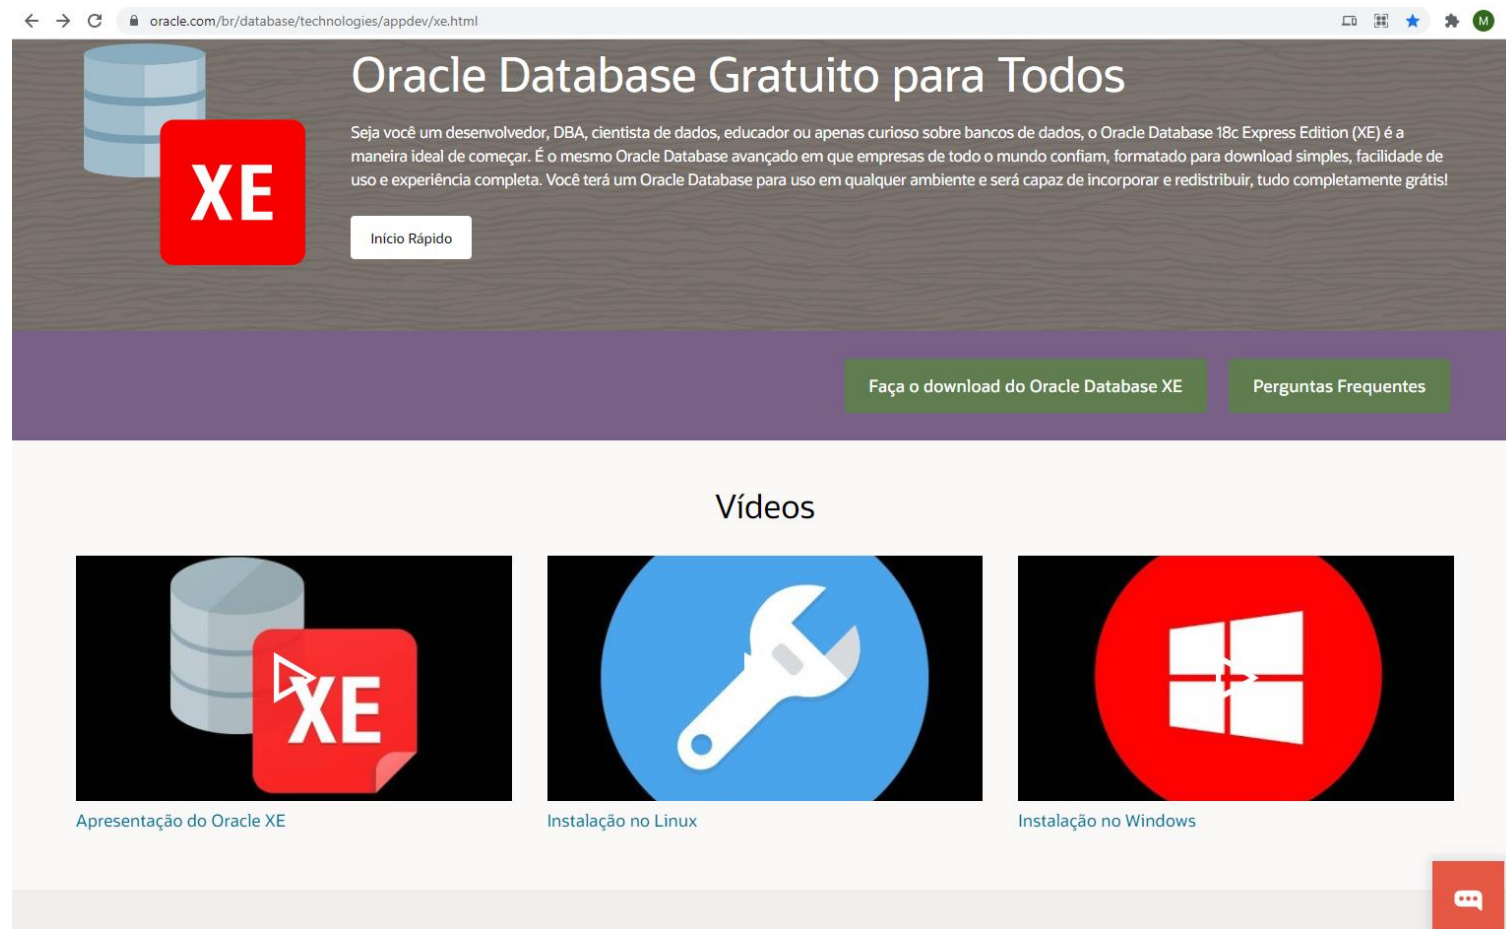 oracle.com/br/database/technologies/appdev/xe.html
M
Oracle Database Gratuito para Todos
XE
Seja você um desenvolvedor, DBA, cientista de dados, educador ou apenas curioso sobre bancos de dados, o Oracle Database 18c Express Edition (XE) é a
maneira ideal de começar. É o mesmo Oracle Database avançado em que empresas de todo o mundo confiam, formatado para download simples, facilidade de
uso e experiência completa. Você terá um Oracle Database para uso em qualquer ambiente e será capaz de incorporar e redistribuir, tudo completamente grátis!
Início Rápido
Faça o download do Oracle Database XE
Perguntas Frequentes
Vídeos
XE
Apresentação do Oracle XE
Instalação no Linux
Instalação no Windows